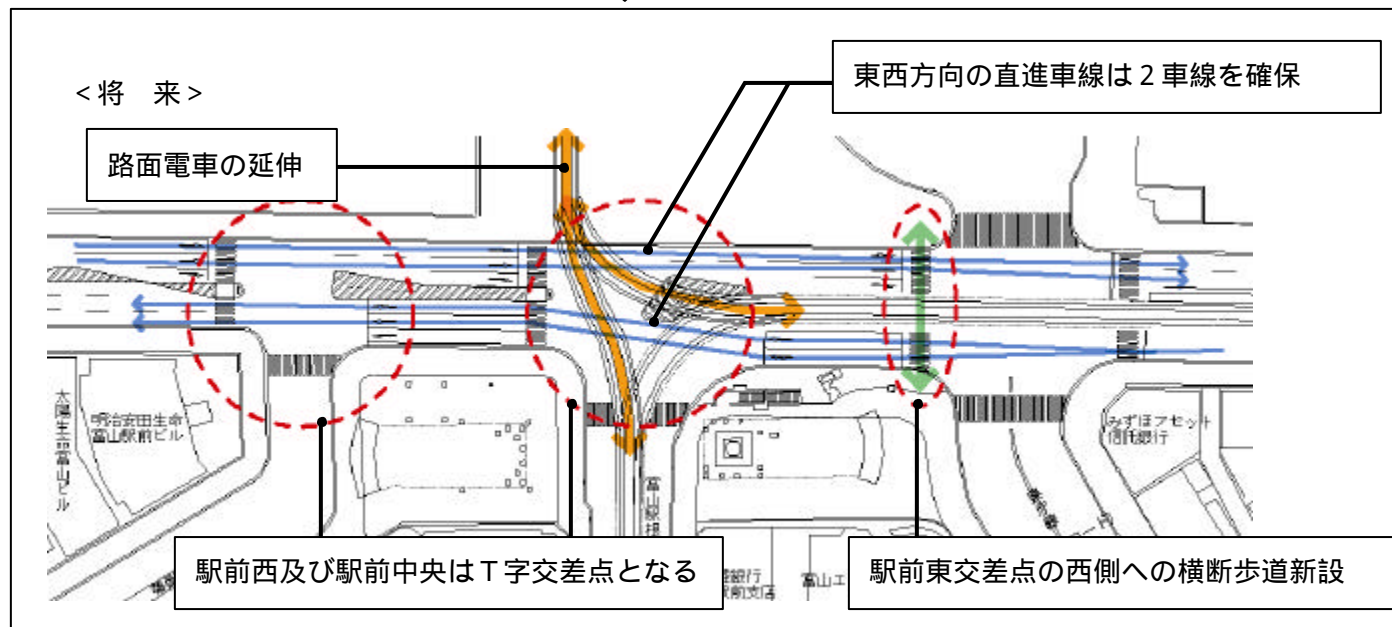 <将 来>
東西方向の直進車線は2車線を確保
路面電車の延伸
太陽生命富山ビル
明治安田生命
富山駅前ビル
みずほアセット
信託銀行
駅前西及び駅前中央はT字交差点となる
駅前東交差点の西側への横断歩道新設